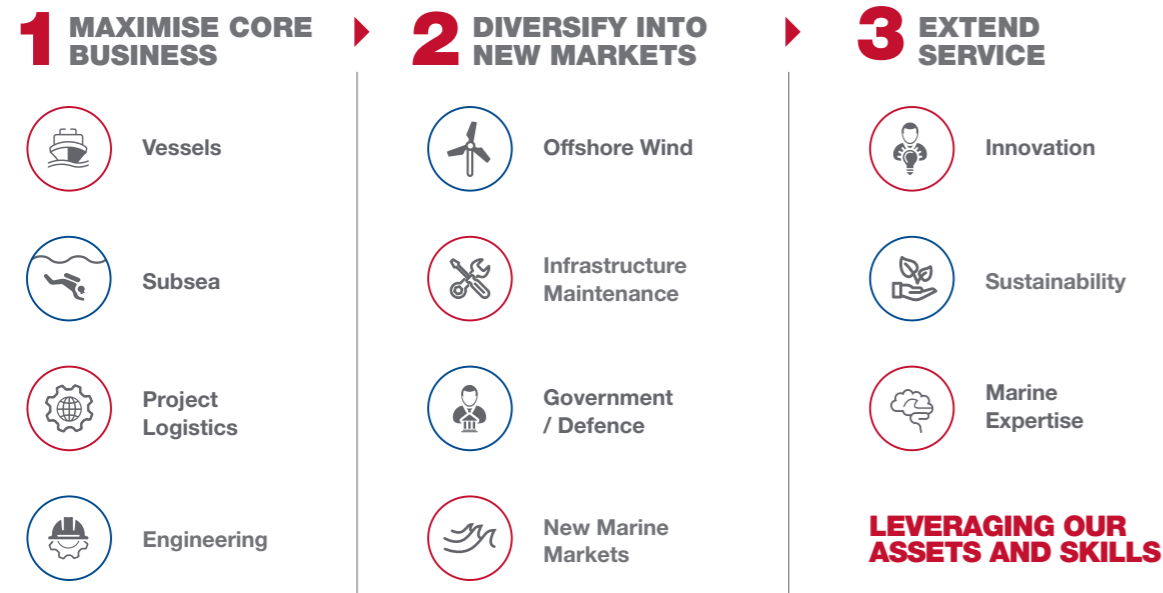 1 MAXIMISE CORE
BUSINESS
Vessels
Subsea
Project
Logistics
Engineering
2 DIVERSIFY INTO
NEW MARKETS
Offshore Wind
Infrastructure
Maintenance
Government
/ Defence
New Marine
Markets
3 EXTEND
SERVICE
Innovation
Sustainability
Marine
Expertise
LEVERAGING OUR
ASSETS AND SKILLS